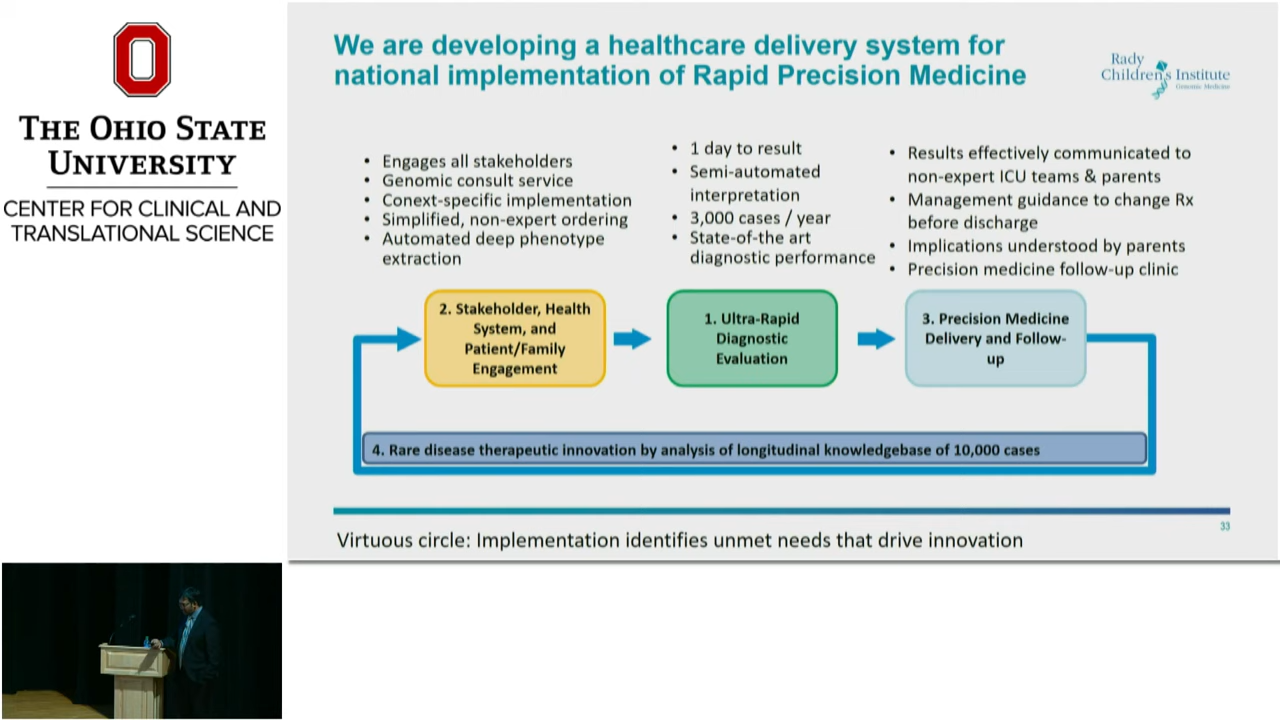 THE OHIO STATE
UNIVERSITY
CENTER FOR CLINICAL AND
TRANSLATIONAL SCIENCE
We are developing a healthcare delivery system for
national implementation of Rapid Precision Medicine
Rady
Children's Institute
Genomic Medicine
• Engages all stakeholders
• Genomic consult service
• Conext-specific implementation
• Simplified, non-expert ordering
• Automated deep phenotype
extraction
• 1 day to result
• Semi-automated
interpretation
• 3,000 cases / year
• State-of-the art
diagnostic performance
• Results effectively communicated to
non-expert ICU teams & parents
• Management guidance to change Rx
before discharge
• Implications understood by parents
• Precision medicine follow-up clinic
2. Stakeholder, Health
System, and
Patient/Family
Engagement
1. Ultra-Rapid
Diagnostic
Evaluation
3. Precision Medicine
Delivery and Follow-
up
4. Rare disease therapeutic innovation by analysis of longitudinal knowledgebase of 10,000 cases
33
Virtuous circle: Implementation identifies unmet needs that drive innovation